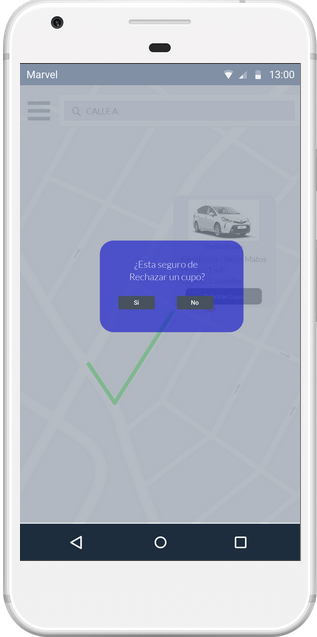 Marvel
13:00
CALLE A
¿Esta seguro de
Rechazar un cupo?
Si
No